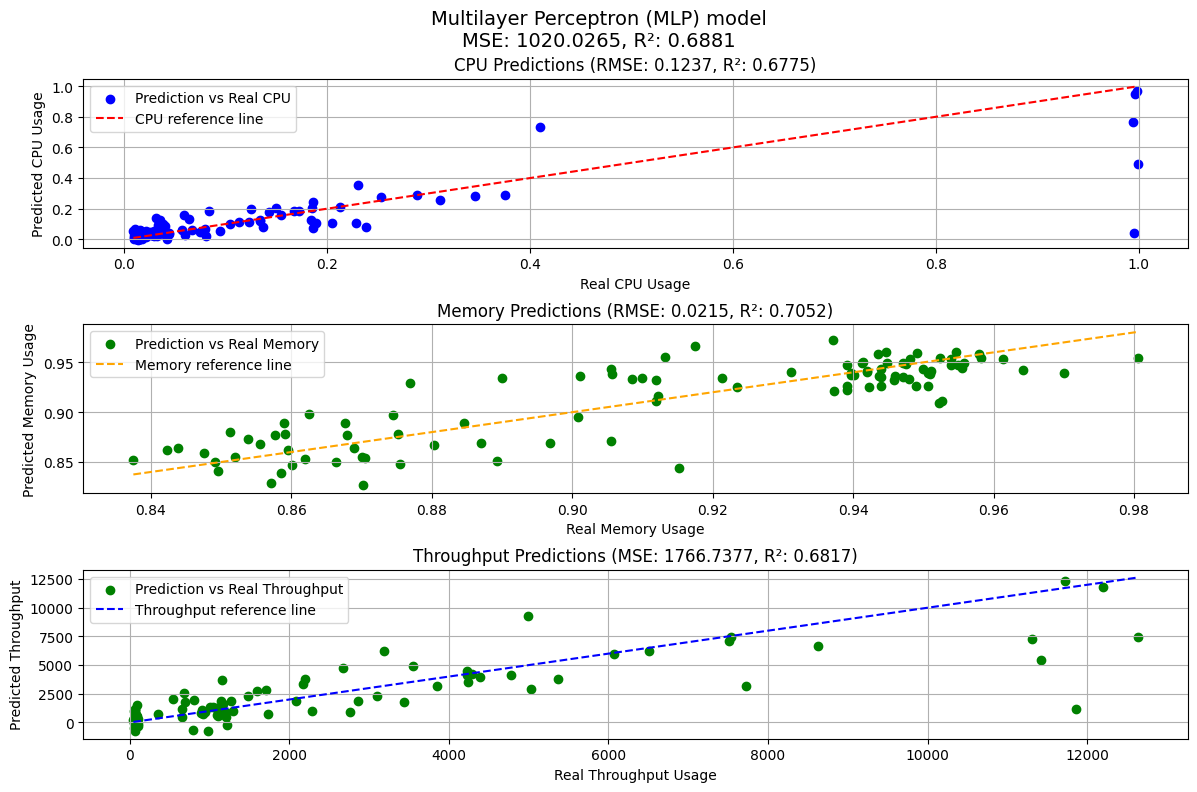 Multilayer Perceptron (MLP) model
MSE: 1020.0265, R²: 0.6881
CPU Predictions (RMSE: 0.1237, R²: 0.6775)
Predicted CPU Usage
1.0
0.8
0.6
0.4
0.2
0.0
Prediction vs Real CPU
CPU reference line
0.0 0.2 0.4 0.6 0.8 1.0
Real CPU Usage
Memory Predictions (RMSE: 0.0215, R²: 0.7052)
Predicted Memory Usage
0.95
0.90
0.85
Prediction vs Real Memory
Memory reference line
0.84 0.86 0.88 0.90 0.92 0.94 0.96 0.98
Real Memory Usage
Throughput Predictions (MSE: 1766.7377, R²: 0.6817)
Predicted Throughput
12500
10000
7500
5000
2500
0
Prediction vs Real Throughput
Throughput reference line
0 2000 4000 6000 8000 10000 12000
Real Throughput Usage